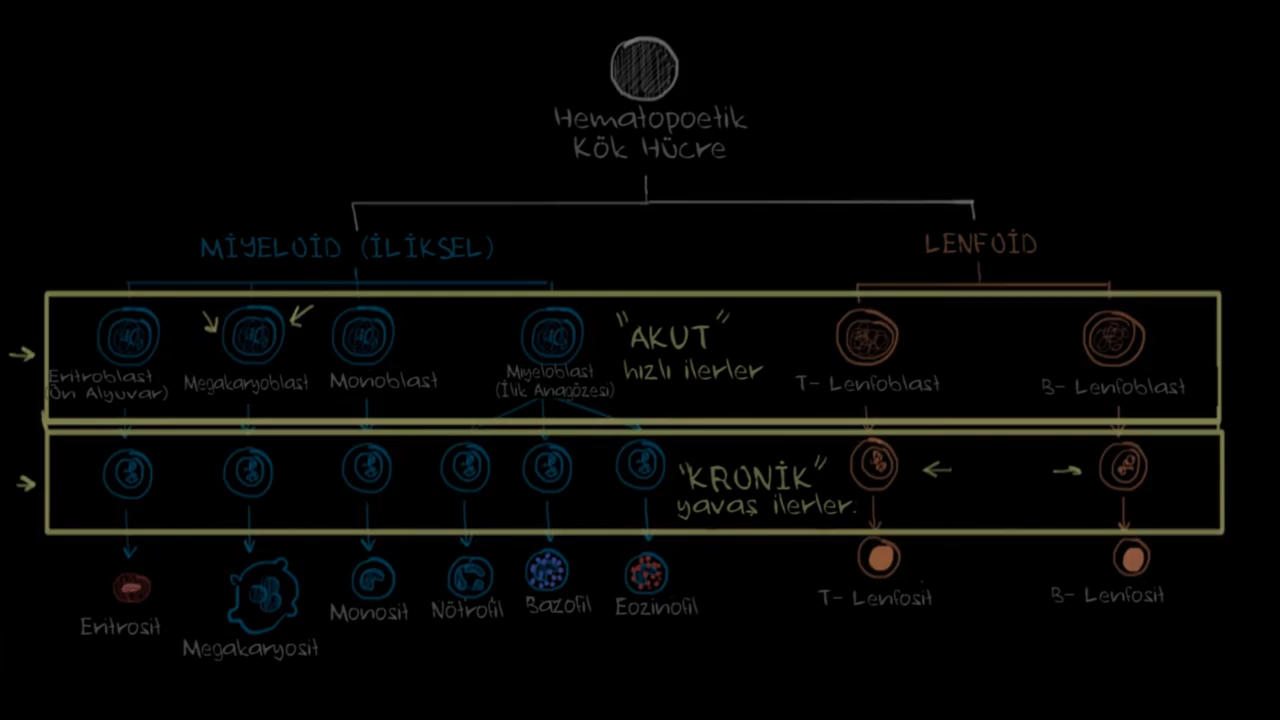 Hematopoetik
Kök Hücre
MİYELOİD (İLİKSEL)
LENFOİD
Eritroblast
(Ön Alyuvar)
Megakaryoblast
Monoblast
Miyeloblast
(İlik Anagözesi)
"AKUT"
hızlı ilerler
T- Lenfoblast
B- Lenfoblast
"KRONİK"
yavaş ilerler.
Eritrosit
Megakaryosit
Monosit
Nötrofil
Bazofil
Eozinofil
T- Lenfosit
B- Lenfosit